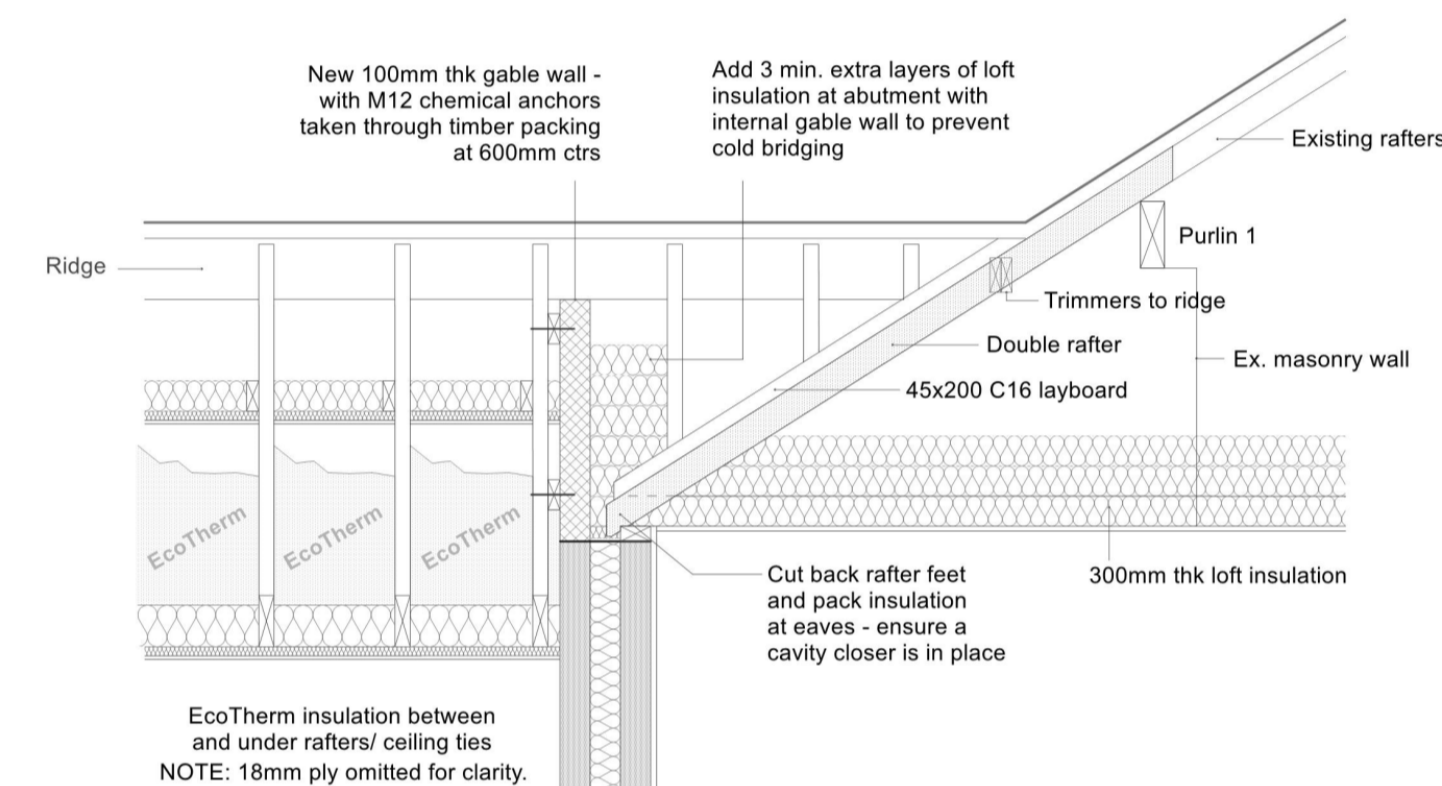 New 100mm thk gable wall -
with M12 chemical anchors
taken through timber packing
at 600mm ctrs
Add 3 min. extra layers of loft
insulation at abutment with
internal gable wall to prevent
cold bridging
Existing rafters
Ridge
Purlin 1
Trimmers to ridge
Double rafter
Ex. masonry wall
45x200 C16 layboard
EcoTherm
EcoTherm
EcoTherm
Cut back rafter feet
and pack insulation
at eaves - ensure a
cavity closer is in place
300mm thk loft insulation
EcoTherm insulation between
and under rafters/ ceiling ties
NOTE: 18mm ply omitted for clarity.